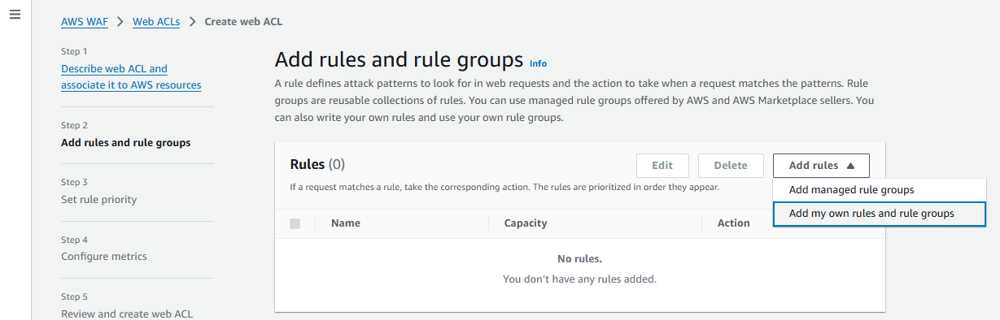 AWS WAF > Web ACLs > Create web ACL
Step 1
Describe web ACL and
associate it to AWS resources
Step 2
Add rules and rule groups
Step 3
Set rule priority
Step 4
Configure metrics
Step 5
Review and create web ACL
Add rules and rule groups Info
A rule defines attack patterns to look for in web requests and the action to take when a request matches the patterns. Rule
groups are reusable collections of rules. You can use managed rule groups offered by AWS and AWS Marketplace sellers. You
can also write your own rules and use your own rule groups.
Rules (0) Edit Delete Add rules
If a request matches a rule, take the corresponding action. The rules are prioritized in order they appear.
Add managed rule groups
Add my own rules and rule groups
Name Capacity Action
No rules.
You don't have any rules added.